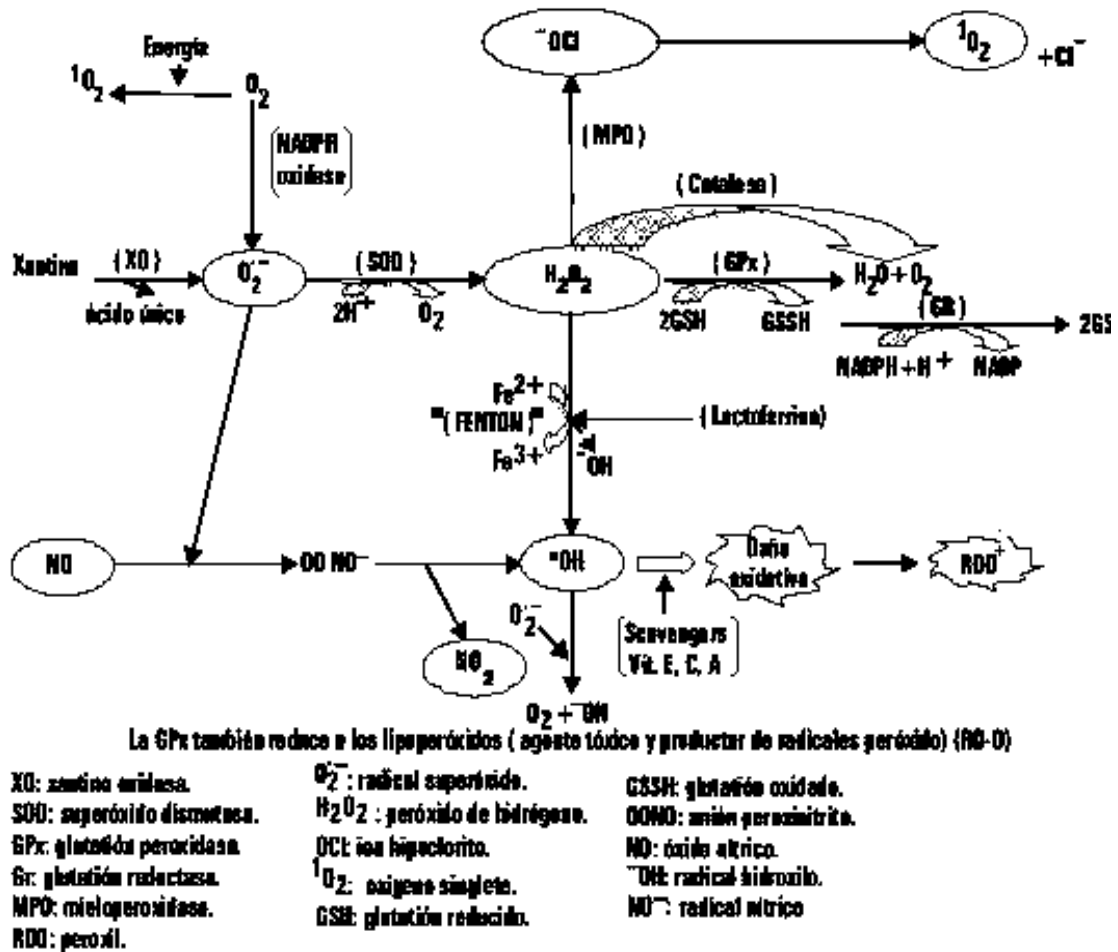 Energía
¹O₂
O₂
(NADPH
oxidasa)
⁻OCl
¹O₂
+Cl⁻
(MPO)
(Catalasa)
Xantina
(XO)
ácido único
O₂·⁻
(SOD)
2H⁺
O₂
H₂O₂
(GPx)
2GSH
GSSH
H₂O + O₂
(GR)
2GS
NADPH + H⁺
NADP
Fe²⁺
"(FENTON)"
Fe³⁺
(Lactoferrina)
OH
NO
OO NO⁻
NO₂
•OH
O₂·⁻
(Scavengers
Vit. E, C, A)
Daño
oxidativo
ROO⁺
O₂ + ⁻OH
La GPx también reduce a los lipoperóxidos ( agente tóxico y productor de radicales peróxido) (RO-O)
XO: xantina oxidasa.
SOD: superóxido dismutasa.
GPx: glutatión peroxidasa
Gr: glutatión reductasa.
MPO: mieloperoxidasa.
ROO: peroxil.
O₂·⁻: radical superóxido.
H₂O₂ : peróxido de hidrógeno.
OCl: ion hipoclorito.
¹O₂: oxígeno singlete.
GSH: glutatión reducido.
GSSH: glutatión oxidado.
OONO: anión peroxinitrito.
NO: óxido nítrico.
⁻OH: radical hidroxilo.
NO⁻: radical nítrico